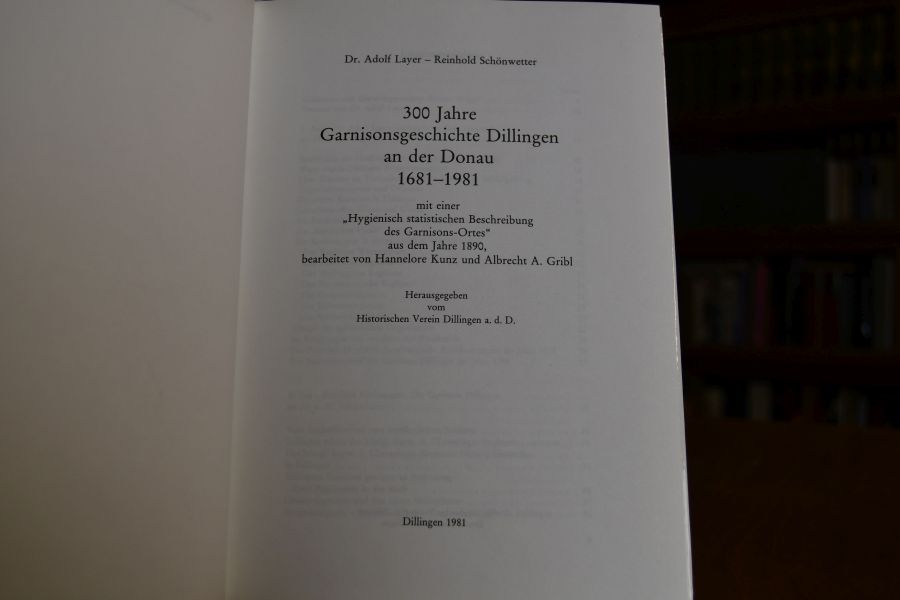 Dr. Adolf Layer – Reinhold Schönwetter
300 Jahre
Garnisonsgeschichte Dillingen
an der Donau
1681–1981
mit einer
„Hygienisch statistischen Beschreibung
des Garnisons-Ortes“
aus dem Jahre 1890,
bearbeitet von Hannelore Kunz und Albrecht A. Gribl
Herausgegeben
vom
Historischen Verein Dillingen a. d. D.
Dillingen 1981